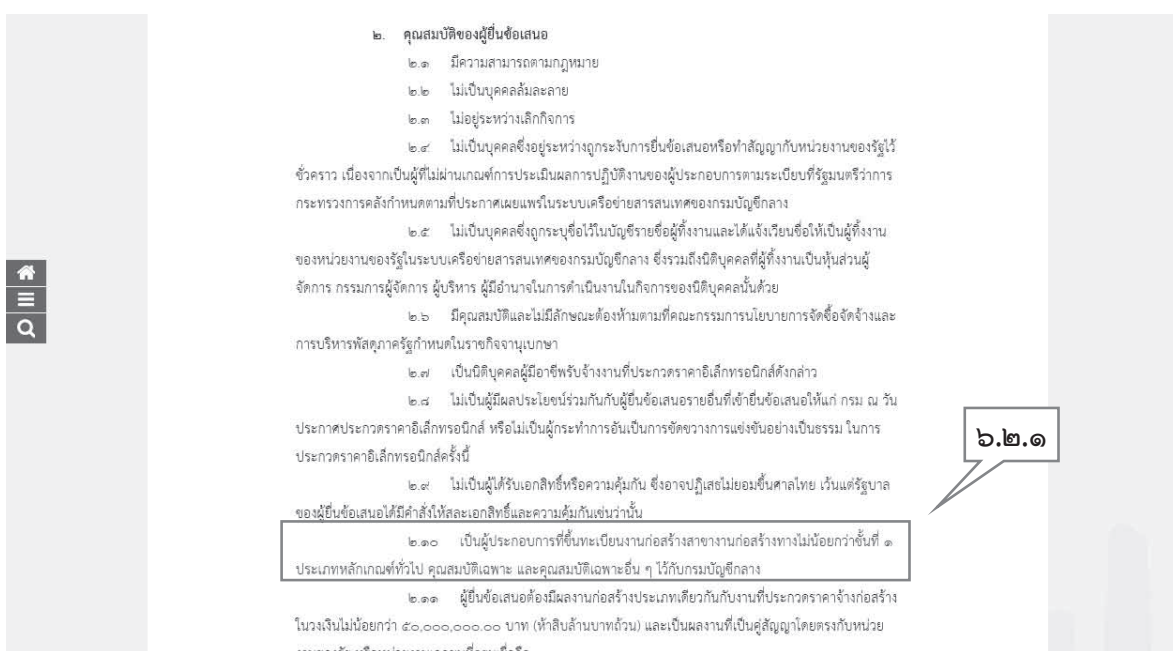 ๒. คุณสมบัติของผู้ยื่นข้อเสนอ
๒.๑ มีความสามารถตามกฎหมาย
๒.๒ ไม่เป็นบุคคลล้มละลาย
๒.๓ ไม่อยู่ระหว่างเลิกกิจการ
๒.๔ ไม่เป็นบุคคลซึ่งอยู่ระหว่างถูกระงับการยื่นข้อเสนอหรือทำสัญญากับหน่วยงานของรัฐไว้
ชั่วคราว เนื่องจากเป็นผู้ที่ไม่ผ่านเกณฑ์การประเมินผลการปฏิบัติงานของผู้ประกอบการตามระเบียบที่รัฐมนตรีว่าการ
กระทรวงการคลังกำหนดตามที่ประกาศเผยแพร่ในระบบเครือข่ายสารสนเทศของกรมบัญชีกลาง
๒.๕ ไม่เป็นบุคคลซึ่งถูกระบุชื่อไว้ในบัญชีรายชื่อผู้ทิ้งงานและได้แจ้งเวียนชื่อให้เป็นผู้ทิ้งงาน
ของหน่วยงานของรัฐในระบบเครือข่ายสารสนเทศของกรมบัญชีกลาง ซึ่งรวมถึงนิติบุคคลที่ผู้ทิ้งงานเป็นหุ้นส่วนผู้
จัดการ กรรมการผู้จัดการ ผู้บริหาร ผู้มีอำนาจในการดำเนินงานในกิจการของนิติบุคคลนั้นด้วย
๒.๖ มีคุณสมบัติและไม่มีลักษณะต้องห้ามตามที่คณะกรรมการนโยบายการจัดซื้อจัดจ้างและ
การบริหารพัสดุภาครัฐกำหนดในราชกิจจานุเบกษา
๒.๗ เป็นนิติบุคคลผู้มีอาชีพรับจ้างงานที่ประกวดราคาอิเล็กทรอนิกส์ดังกล่าว
๒.๘ ไม่เป็นผู้มีผลประโยชน์ร่วมกันกับผู้ยื่นข้อเสนอรายอื่นที่เข้ายื่นข้อเสนอให้แก่ กรม ณ วัน
ประกาศประกวดราคาอิเล็กทรอนิกส์ หรือไม่เป็นผู้กระทำการอันเป็นการขัดขวางการแข่งขันอย่างเป็นธรรม ในการ
ประกวดราคาอิเล็กทรอนิกส์ครั้งนี้
๖.๒.๑
๒.๙ ไม่เป็นผู้ได้รับเอกสิทธิ์หรือความคุ้มกัน ซึ่งอาจปฏิเสธไม่ยอมขึ้นศาลไทย เว้นแต่รัฐบาล
ของผู้ยื่นข้อเสนอได้มีคำสั่งให้สละเอกสิทธิ์และความคุ้มกันเช่นว่านั้น
๒.๑๐ เป็นผู้ประกอบการที่ขึ้นทะเบียนงานก่อสร้างสาขางานก่อสร้างทางไม่น้อยกว่าชั้นที่ ๑
ประเภทหลักเกณฑ์ทั่วไป คุณสมบัติเฉพาะ และคุณสมบัติเฉพาะอื่น ๆ ไว้กับกรมบัญชีกลาง
๒.๑๑ ผู้ยื่นข้อเสนอต้องมีผลงานก่อสร้างประเภทเดียวกันกับงานที่ประกวดราคาจ้างก่อสร้าง
ในวงเงินไม่น้อยกว่า ๕๐,๐๐๐,๐๐๐.๐๐ บาท (ห้าสิบล้านบาทถ้วน) และเป็นผลงานที่เป็นคู่สัญญาโดยตรงกับหน่วย